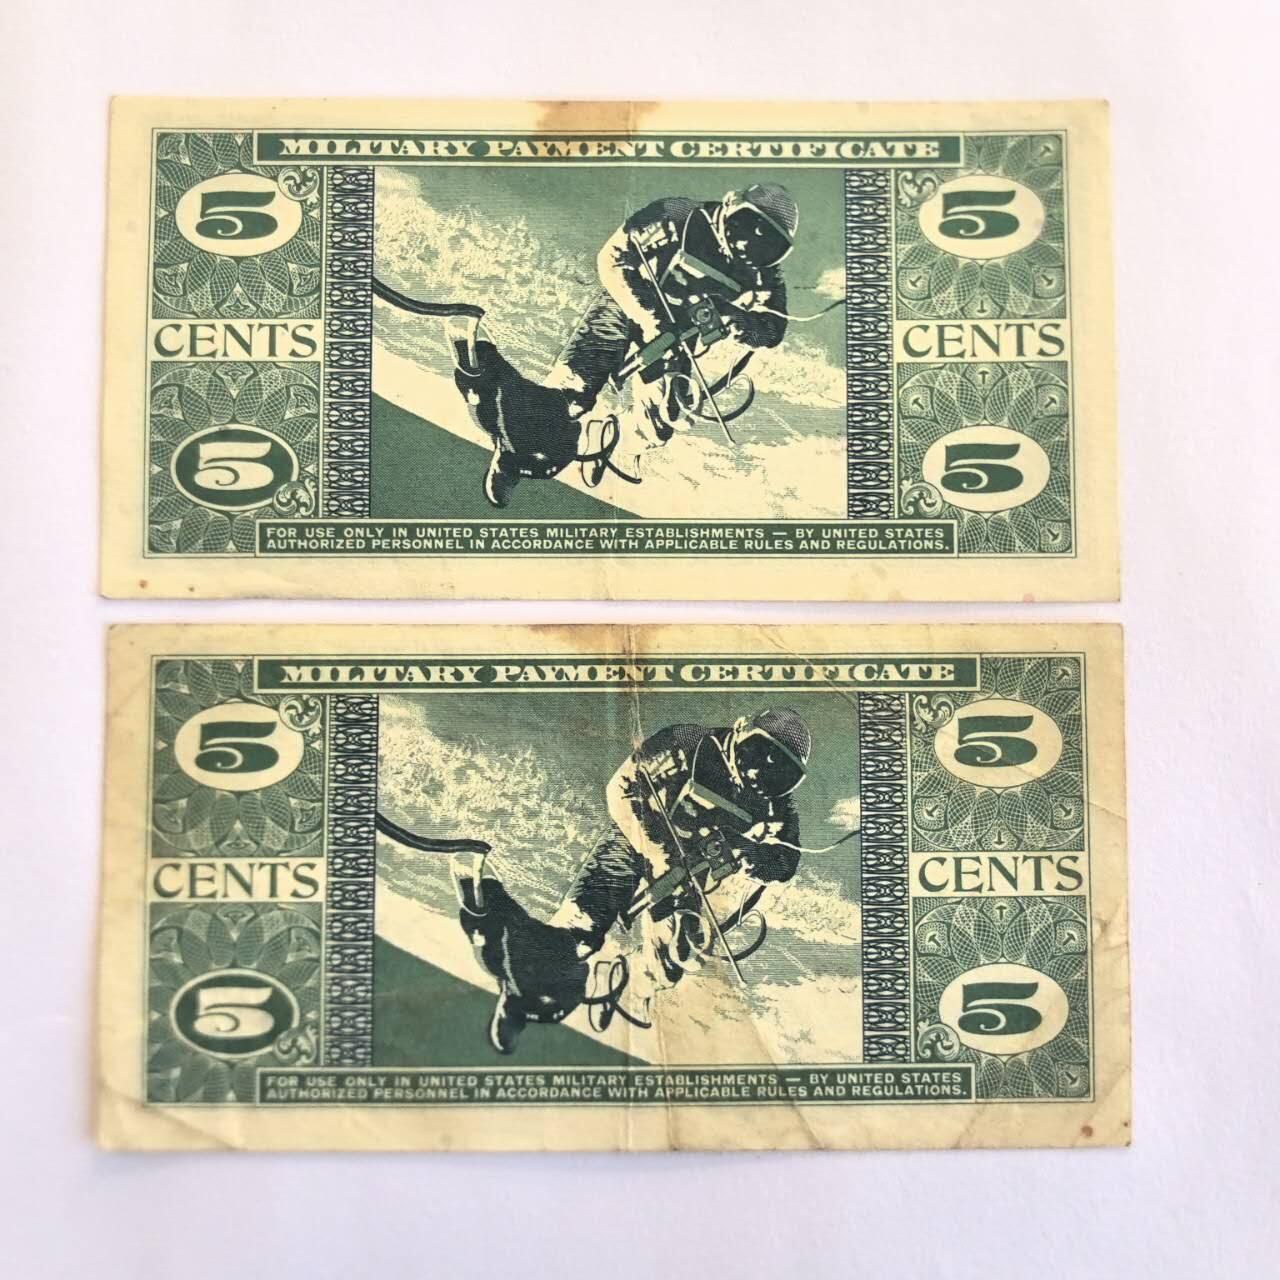 MILITARY PAYMENT CERTIFICATE
5 5
CENTS CENTS
5 5
FOR USE ONLY IN UNITED STATES MILITARY ESTABLISHMENTS — BY UNITED STATES
AUTHORIZED PERSONNEL IN ACCORDANCE WITH APPLICABLE RULES AND REGULATIONS.
MILITARY PAYMENT CERTIFICATE
5 5
CENTS CENTS
5 5
FOR USE ONLY IN UNITED STATES MILITARY ESTABLISHMENTS — BY UNITED STATES
AUTHORIZED PERSONNEL IN ACCORDANCE WITH APPLICABLE RULES AND REGULATIONS.